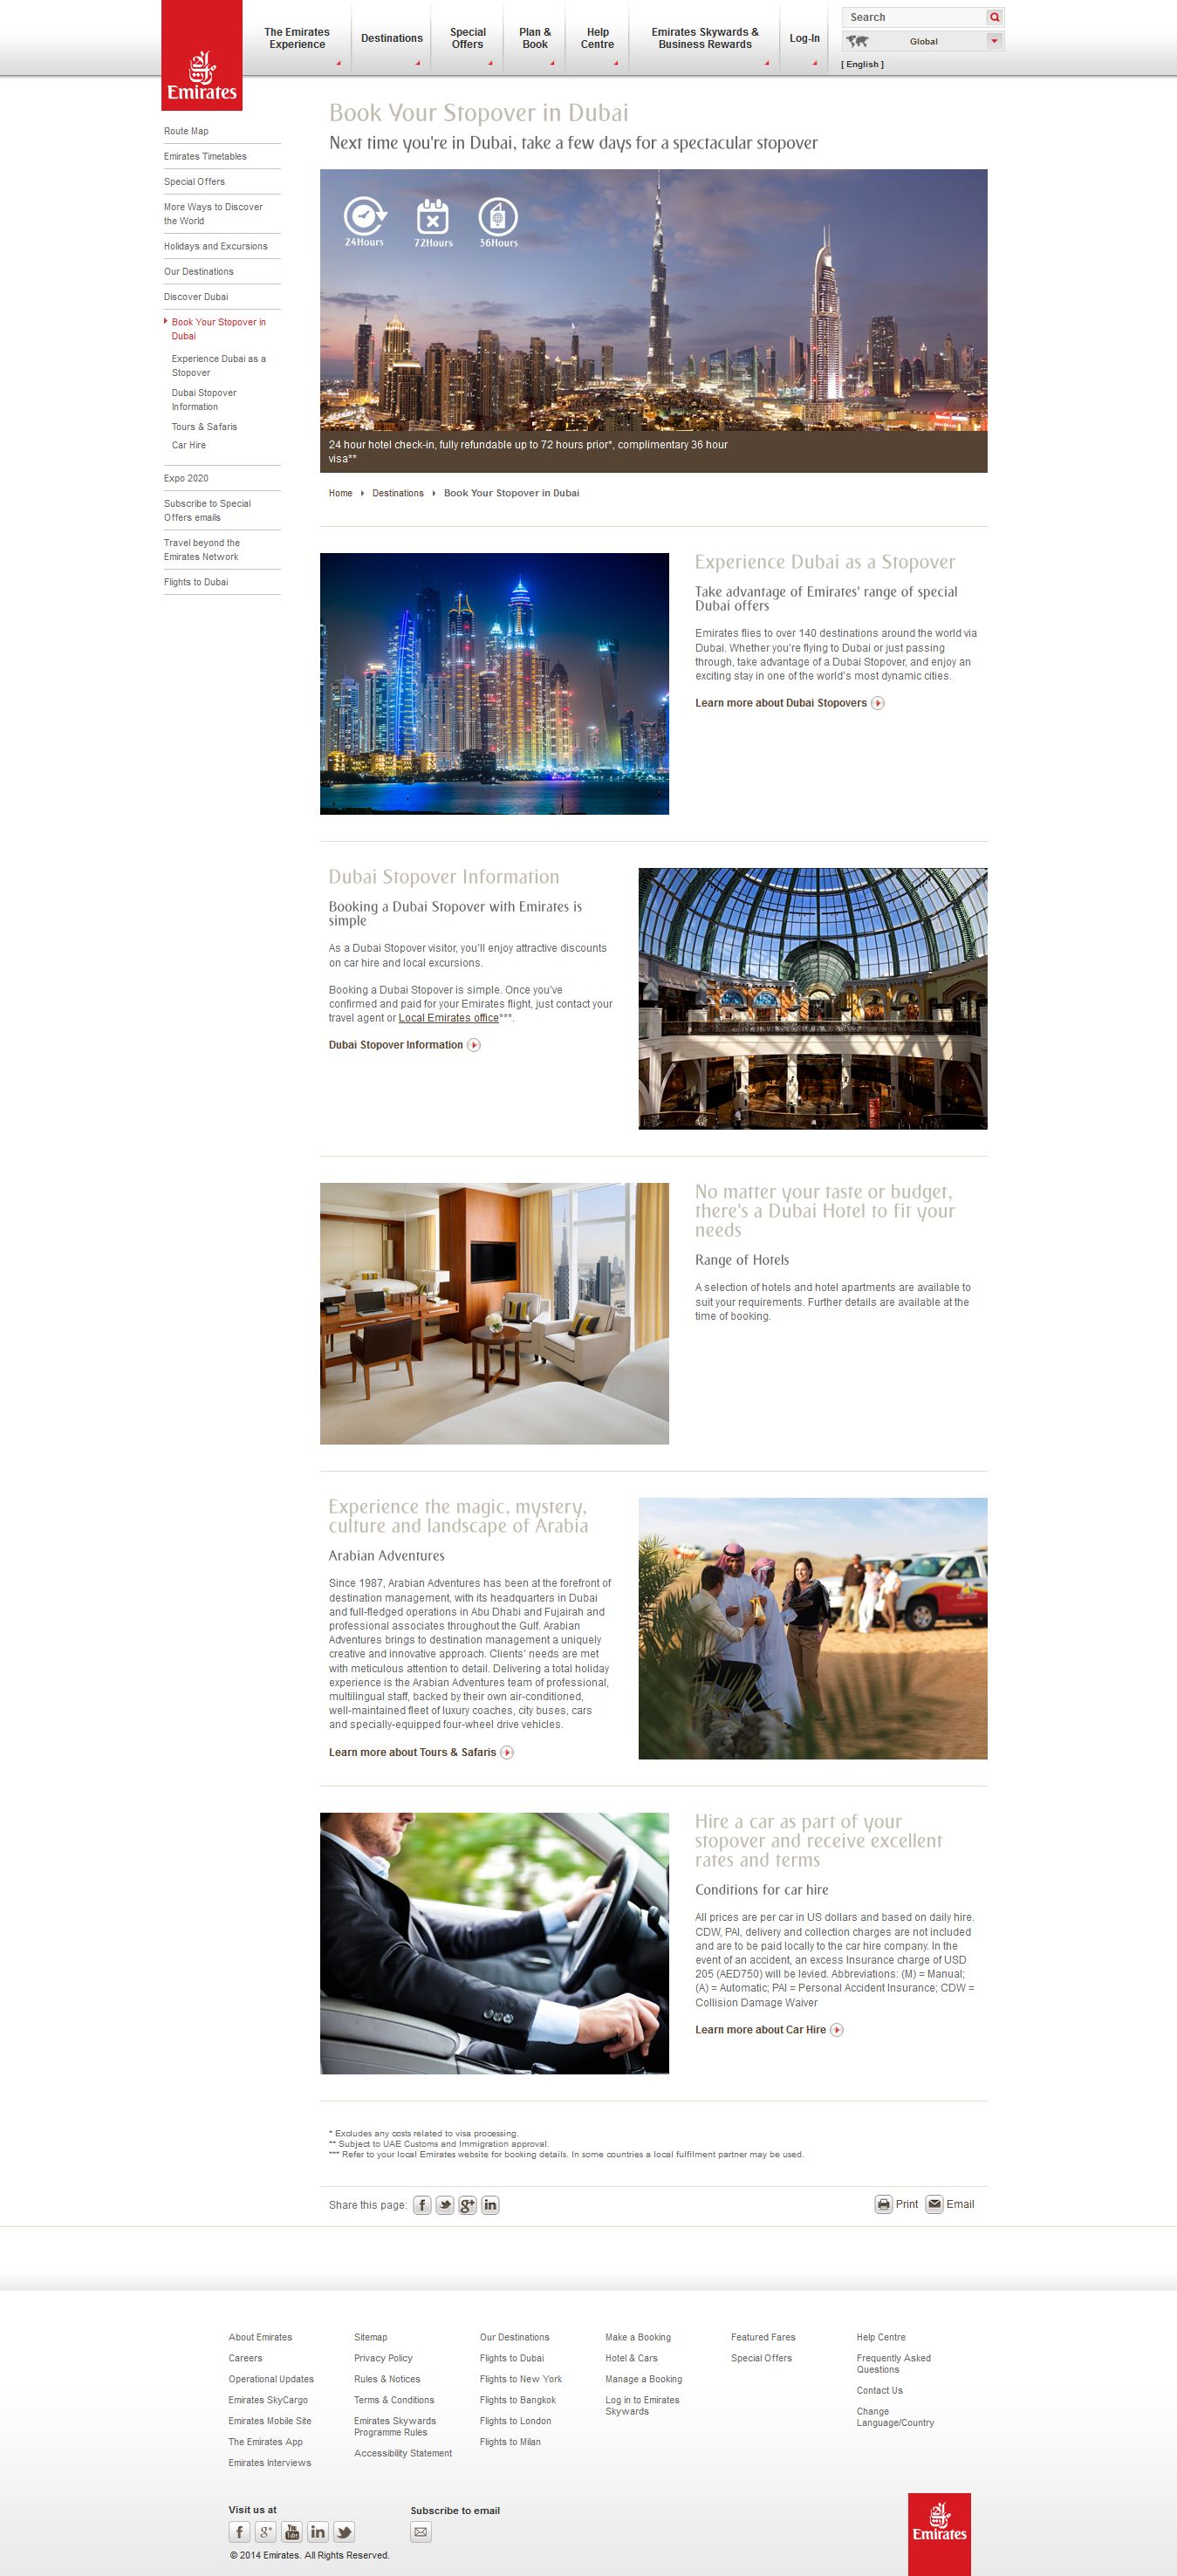 The Emirates
Experience
Destinations
Special
Offers
Plan &
Book
Help
Centre
Emirates Skywards &
Business Rewards
Log-In
Search
Global
[ English ]
Emirates
Route Map
Emirates Timetables
Special Offers
More Ways to Discover
the World
Holidays and Excursions
Our Destinations
Discover Dubai
Book Your Stopover in
Dubai
Experience Dubai as a
Stopover
Dubai Stopover
Information
Tours & Safaris
Car Hire
Expo 2020
Subscribe to Special
Offers emails
Travel beyond the
Emirates Network
Flights to Dubai
Book Your Stopover in Dubai
Next time you're in Dubai, take a few days for a spectacular stopover
24Hours
72Hours
36Hours
24 hour hotel check-in, fully refundable up to 72 hours prior*, complimentary 36 hour
visa**
Home
Destinations
Book Your Stopover in Dubai
Experience Dubai as a Stopover
Take advantage of Emirates' range of special
Dubai offers
Emirates flies to over 140 destinations around the world via
Dubai. Whether you're flying to Dubai or just passing
through, take advantage of a Dubai Stopover, and enjoy an
exciting stay in one of the world's most dynamic cities.
Learn more about Dubai Stopovers
Dubai Stopover Information
Booking a Dubai Stopover with Emirates is
simple
As a Dubai Stopover visitor, you'll enjoy attractive discounts
on car hire and local excursions.
Booking a Dubai Stopover is simple. Once you've
confirmed and paid for your Emirates flight, just contact your
travel agent or Local Emirates office***.
Dubai Stopover Information
No matter your taste or budget,
there's a Dubai Hotel to fit your
needs
Range of Hotels
A selection of hotels and hotel apartments are available to
suit your requirements. Further details are available at the
time of booking.
Experience the magic, mystery,
culture and landscape of Arabia
Arabian Adventures
Since 1987, Arabian Adventures has been at the forefront of
destination management, with its headquarters in Dubai
and full-fledged operations in Abu Dhabi and Fujairah and
professional associates throughout the Gulf. Arabian
Adventures brings to destination management a uniquely
creative and innovative approach. Clients' needs are met
with meticulous attention to detail. Delivering a total holiday
experience is the Arabian Adventures team of professional,
multilingual staff, backed by their own air-conditioned,
well-maintained fleet of luxury coaches, city buses, cars
and specially-equipped four-wheel drive vehicles.
Learn more about Tours & Safaris
Hire a car as part of your
stopover and receive excellent
rates and terms
Conditions for car hire
All prices are per car in US dollars and based on daily hire.
CDW, PAI, delivery and collection charges are not included
and are to be paid locally to the car hire company. In the
event of an accident, an excess Insurance charge of USD
205 (AED750) will be levied. Abbreviations: (M) = Manual;
(A) = Automatic; PAI = Personal Accident Insurance; CDW =
Collision Damage Waiver
Learn more about Car Hire
* Excludes any costs related to visa processing.
** Subject to UAE Customs and Immigration approval.
*** Refer to your local Emirates website for booking details. In some countries a local fulfilment partner may be used.
Share this page:
Print
Email
About Emirates
Careers
Operational Updates
Emirates SkyCargo
Emirates Mobile Site
The Emirates App
Emirates Interviews
Sitemap
Privacy Policy
Rules & Notices
Terms & Conditions
Emirates Skywards
Programme Rules
Accessibility Statement
Our Destinations
Flights to Dubai
Flights to New York
Flights to Bangkok
Flights to London
Flights to Milan
Make a Booking
Hotel & Cars
Manage a Booking
Log in to Emirates
Skywards
Featured Fares
Special Offers
Help Centre
Frequently Asked
Questions
Contact Us
Change
Language/Country
Visit us at
Subscribe to email
Emirates
© 2014 Emirates. All Rights Reserved.